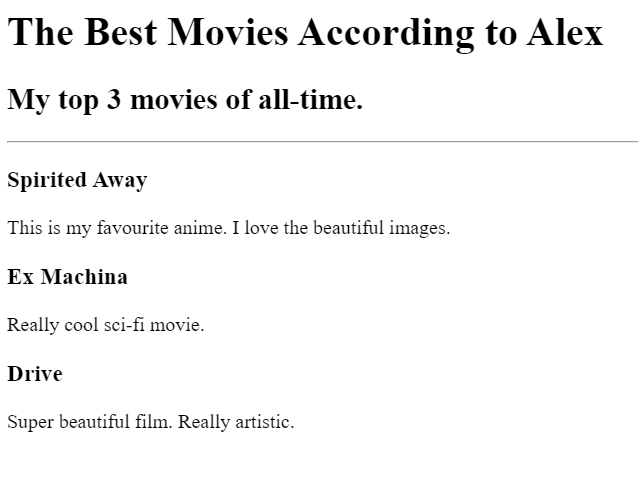 The Best Movies According to Alex
My top 3 movies of all-time.
Spirited Away
This is my favourite anime. I love the beautiful images.
Ex Machina
Really cool sci-fi movie.
Drive
Super beautiful film. Really artistic.